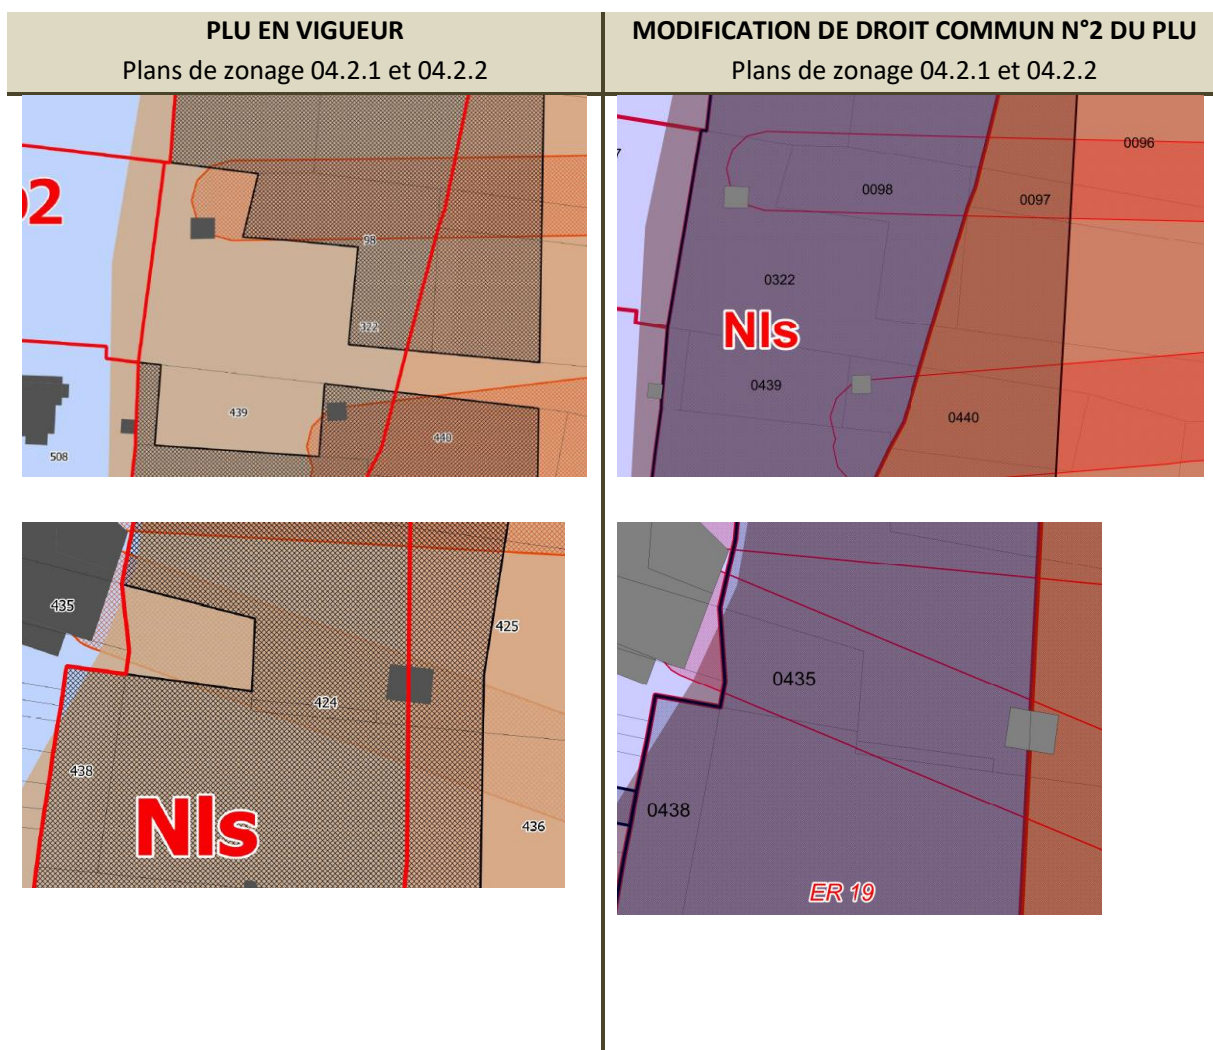 PLU EN VIGUEUR
Plans de zonage 04.2.1 et 04.2.2
MODIFICATION DE DROIT COMMUN N°2 DU PLU
Plans de zonage 04.2.1 et 04.2.2
2
98
322
439
440
508
7
0096
0098
0097
0322
Nls
0439
0440
435
425
424
438
Nls
436
0435
0438
ER 19